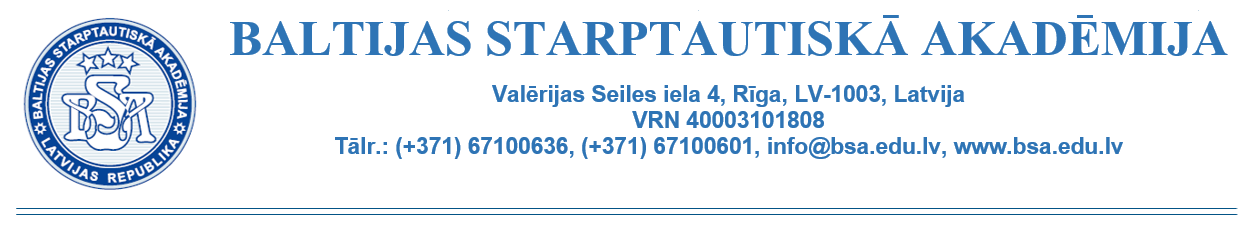 BALTIJAS STARPTAUTISKĀ AKADĒMIJA
Valērijas Seiles iela 4, Rīga, LV-1003, Latvija
VRN 40003101808
Tālr.: (+371) 67100636, (+371) 67100601, info@bsa.edu.lv, www.bsa.edu.lv
BALTIJAS STARPTAUTISKĀ AKADĒMIJA
BSA
LATVIJAS REPUBLIKA